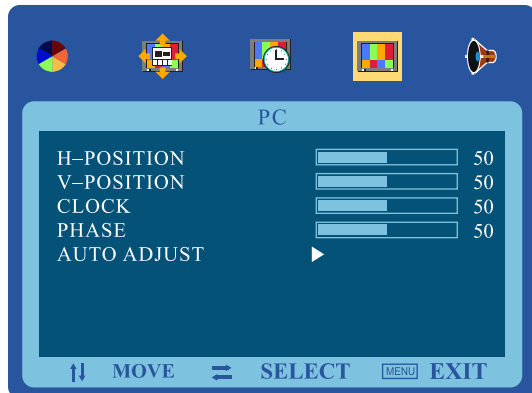 PC
H–POSITION 50
V–POSITION 50
CLOCK 50
PHASE 50
AUTO ADJUST
MOVE SELECT MENU EXIT